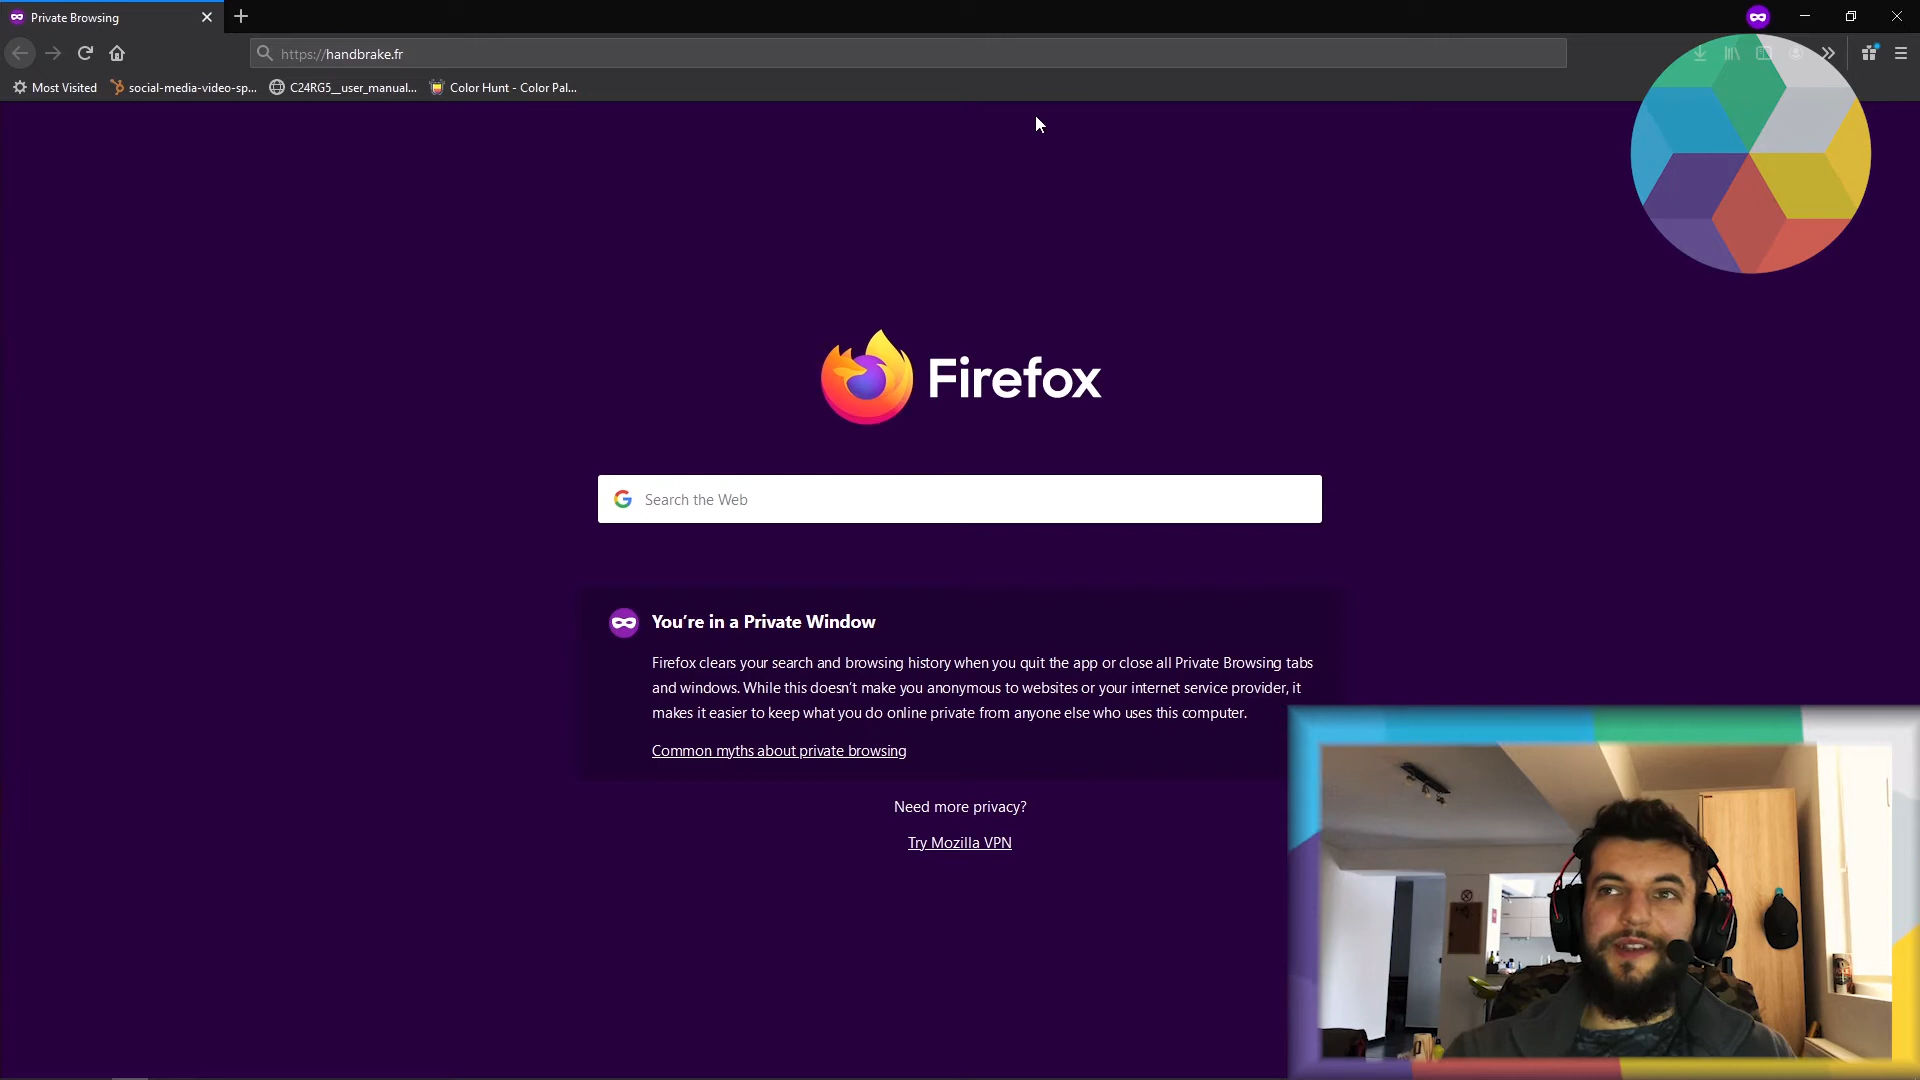 Private Browsing
https://handbrake.fr
Most Visited
social-media-video-sp...
C24RG5__user_manual...
Color Hunt - Color Pal...
Firefox
Search the Web
You're in a Private Window
Firefox clears your search and browsing history when you quit the app or close all Private Browsing tabs
and windows. While this doesn't make you anonymous to websites or your internet service provider, it
makes it easier to keep what you do online private from anyone else who uses this computer.
Common myths about private browsing
Need more privacy?
Try Mozilla VPN